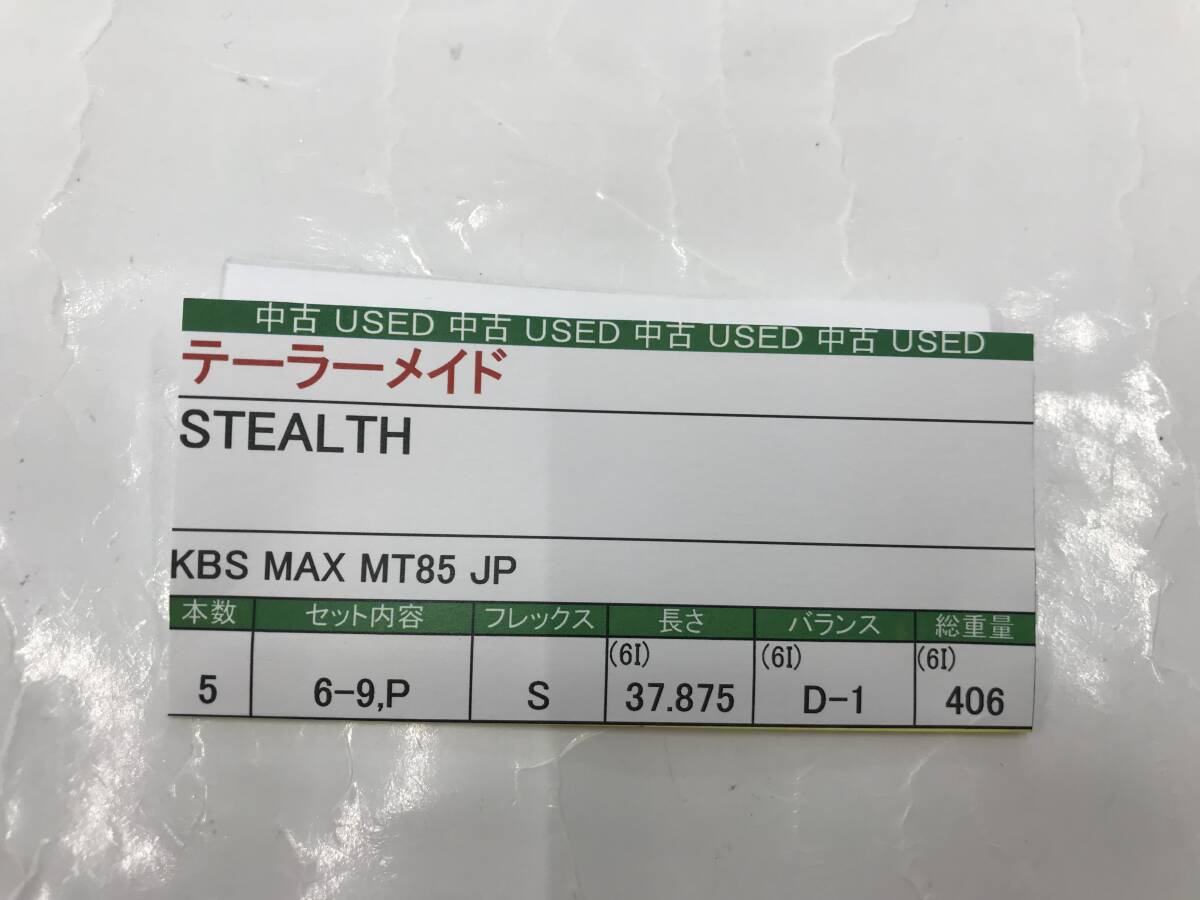 中古 USED 中古 USED 中古 USED 中古 USED
テーラーメイド
STEALTH
KBS MAX MT85 JP
本数 セット内容 フレックス 長さ バランス 総重量
(6I) (6I) (6I)
5 6-9,P S 37.875 D-1 406